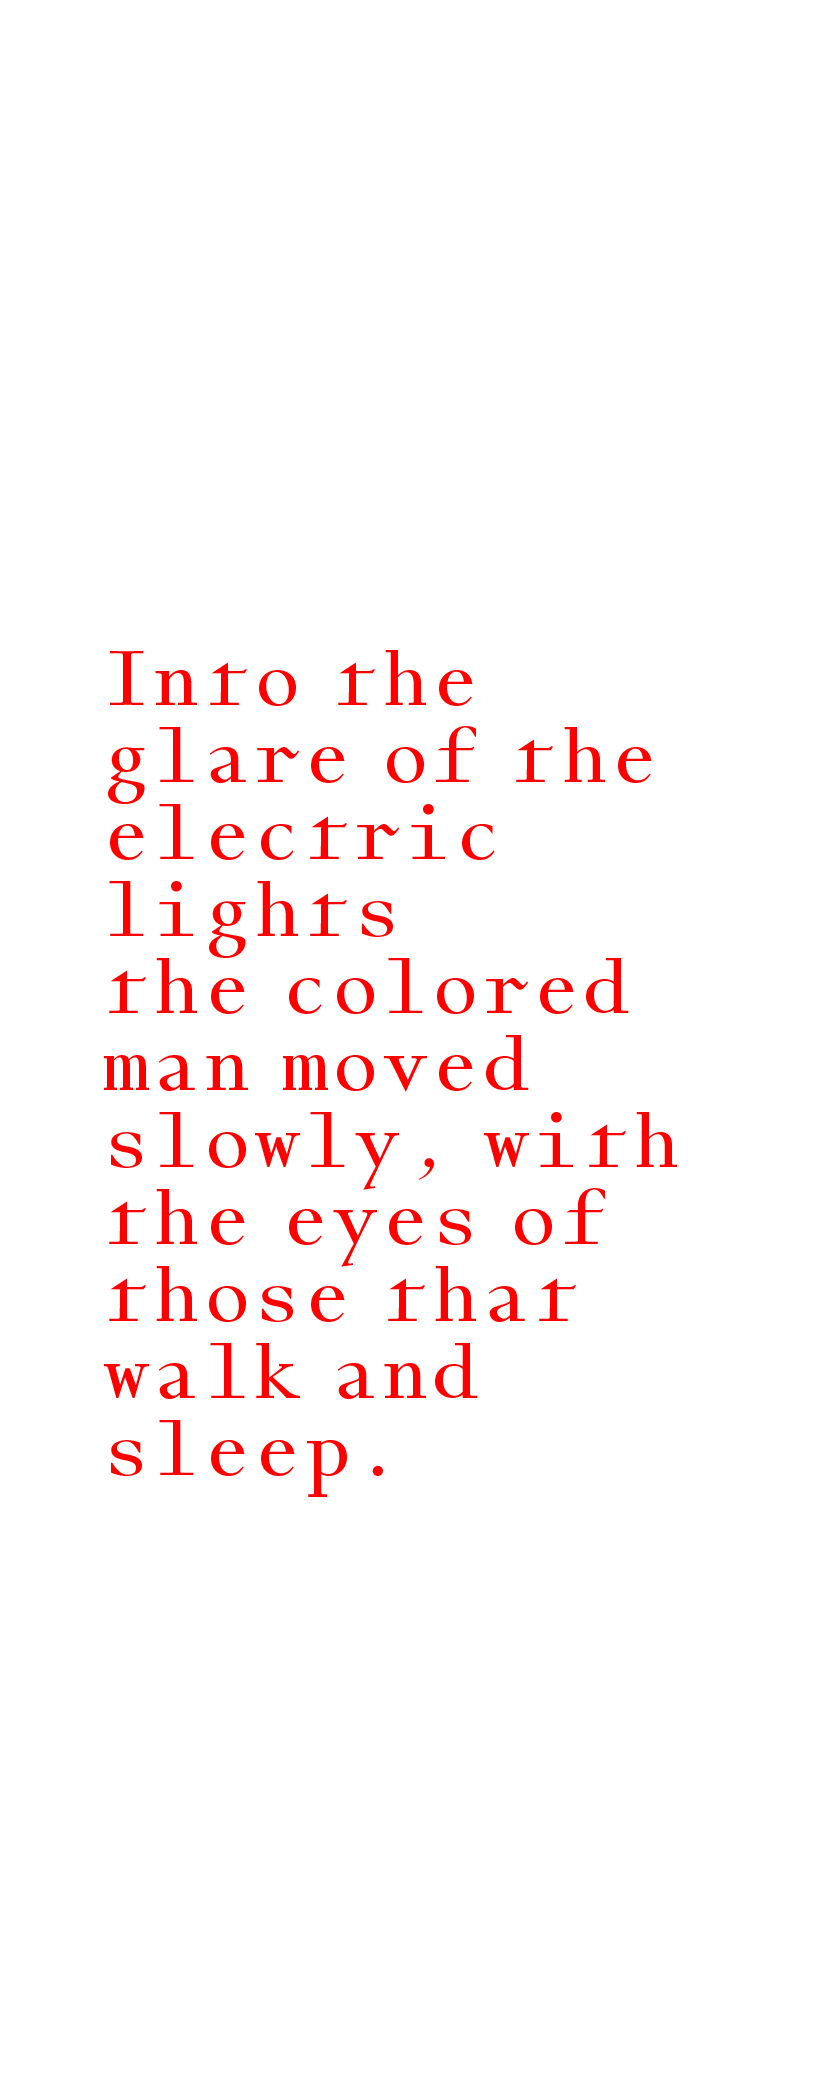 Into the
glare of the
electric
lights
the colored
man moved
slowly, with
the eyes of
those that
walk and
sleep.